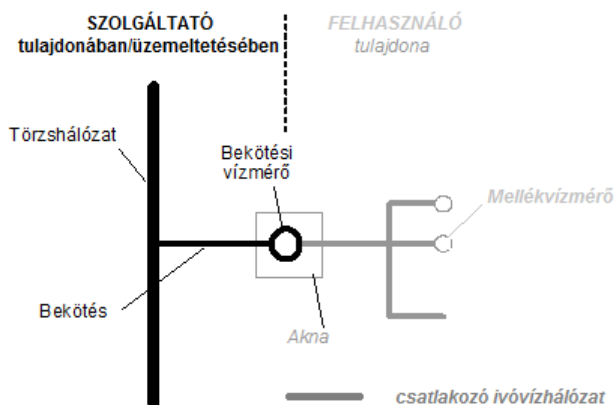 SZOLGÁLTATÓ
tulajdonában/üzemeltetésében
FELHASZNÁLÓ
tulajdona
Törzshálózat
Bekötési
vízmérő
Mellékvízmérő
Bekötés
Akna
csatlakozó ivóvízhálózat